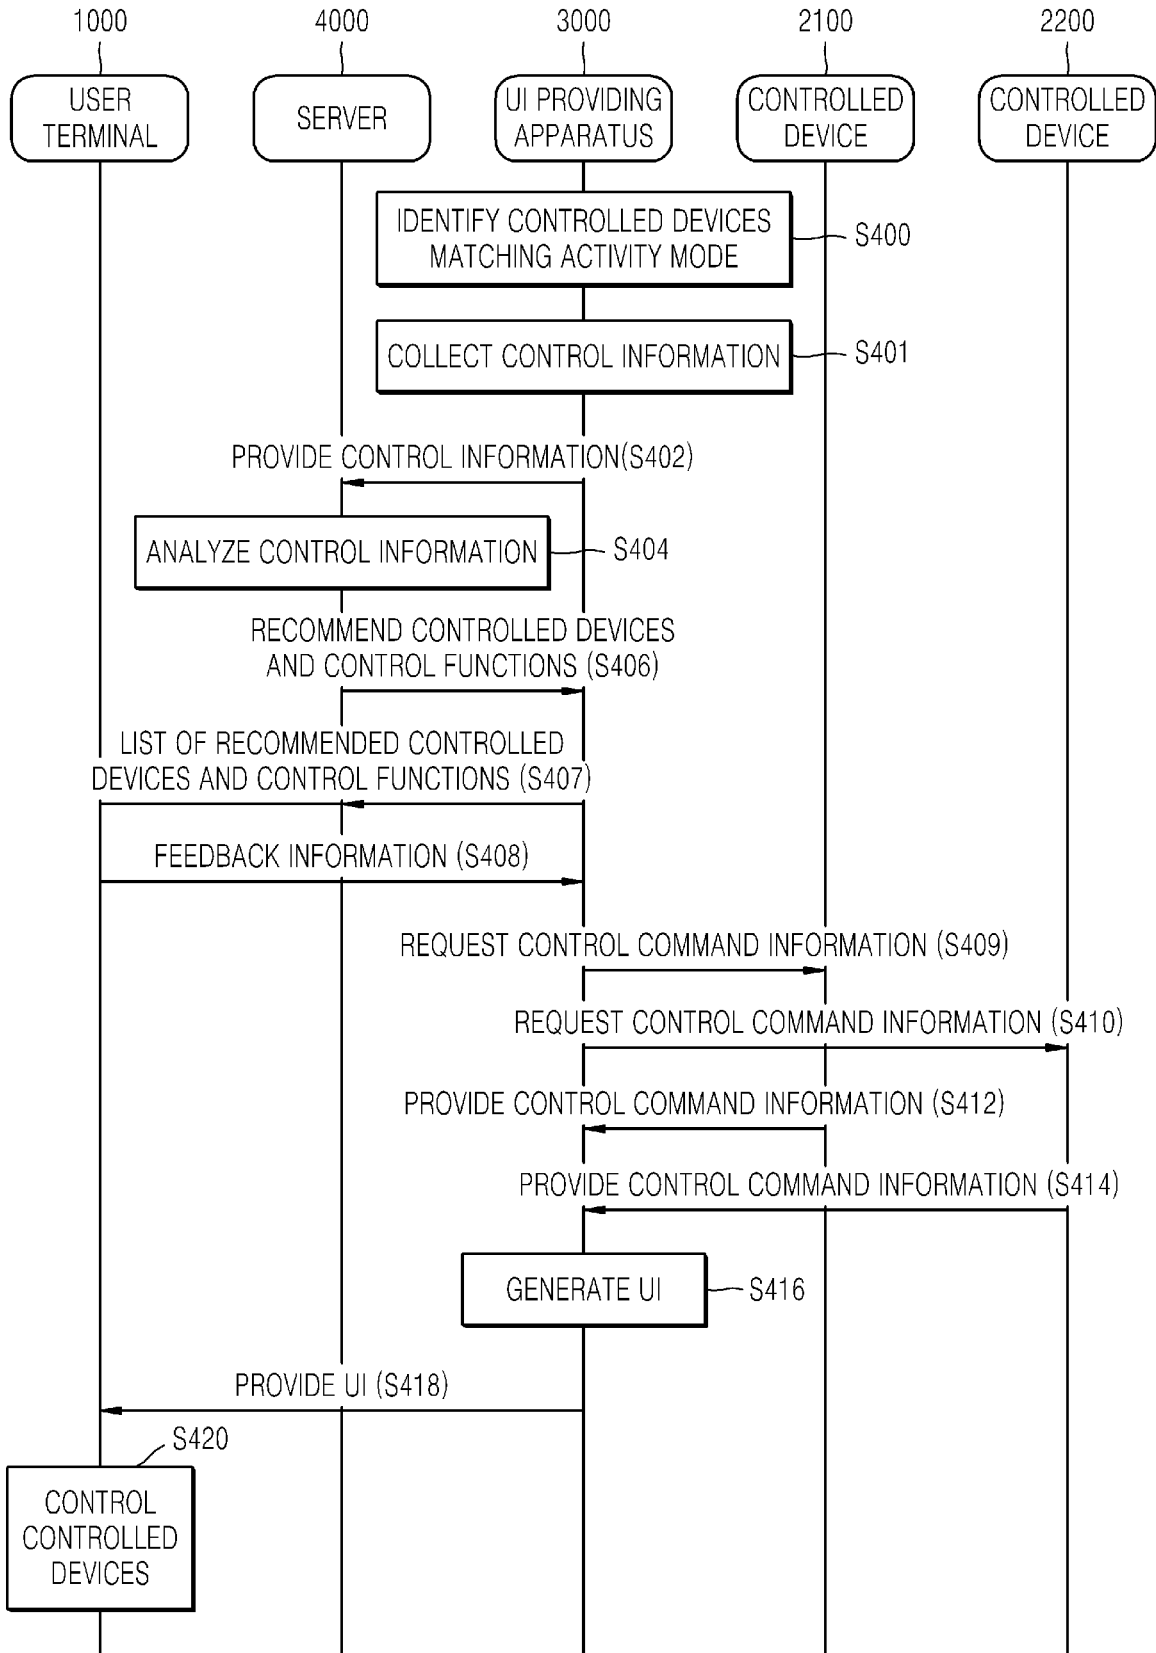 1000
4000
3000
2100
2200
USER
TERMINAL
SERVER
UI PROVIDING
APPARATUS
CONTROLLED
DEVICE
CONTROLLED
DEVICE
IDENTIFY CONTROLLED DEVICES
MATCHING ACTIVITY MODE
S400
COLLECT CONTROL INFORMATION
S401
PROVIDE CONTROL INFORMATION(S402)
ANALYZE CONTROL INFORMATION
S404
RECOMMEND CONTROLLED DEVICES
AND CONTROL FUNCTIONS (S406)
LIST OF RECOMMENDED CONTROLLED
DEVICES AND CONTROL FUNCTIONS (S407)
FEEDBACK INFORMATION (S408)
REQUEST CONTROL COMMAND INFORMATION (S409)
REQUEST CONTROL COMMAND INFORMATION (S410)
PROVIDE CONTROL COMMAND INFORMATION (S412)
PROVIDE CONTROL COMMAND INFORMATION (S414)
GENERATE UI
S416
PROVIDE UI (S418)
S420
CONTROL
CONTROLLED
DEVICES